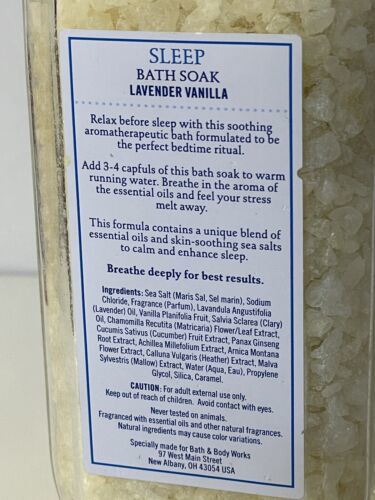 SLEEP
BATH SOAK
LAVENDER VANILLA
Relax before sleep with this soothing
aromatherapeutic bath formulated to be
the perfect bedtime ritual.
Add 3-4 capfuls of this bath soak to warm
running water. Breathe in the aroma of
the essential oils and feel your stress
melt away.
This formula contains a unique blend of
essential oils and skin-soothing sea salts
to calm and enhance sleep.
Breathe deeply for best results.
Ingredients: Sea Salt (Maris Sal, Sel marin), Sodium
Chloride, Fragrance (Parfum), Lavandula Angustifolia
(Lavender) Oil, Vanilla Planifolia Fruit, Salvia Sclarea (Clary)
Oil, Chamomilla Recutita (Matricaria) Flower/Leaf Extract,
Cucumis Sativus (Cucumber) Fruit Extract, Panax Ginseng
Root Extract, Achillea Millefolium Extract, Arnica Montana
Flower Extract, Calluna Vulgaris (Heather) Extract, Malva
Sylvestris (Mallow) Extract, Water (Aqua, Eau), Propylene
Glycol, Silica, Caramel.
CAUTION: For adult external use only.
Keep out of reach of children. Avoid contact with eyes.
Never tested on animals.
Fragranced with essential oils and other natural fragrances.
Natural ingredients may cause color variations.
Specially made for Bath & Body Works
97 West Main Street
New Albany, OH 43054 USA